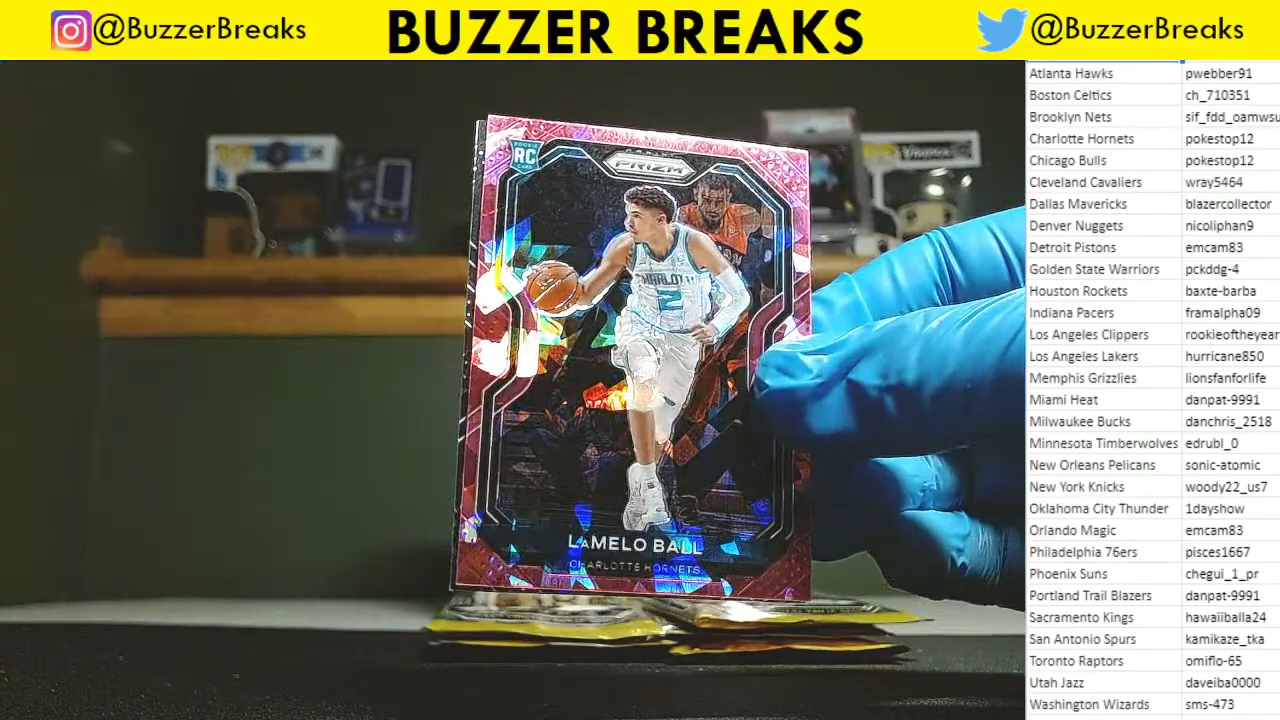 @BuzzerBreaks
BUZZER BREAKS
@BuzzerBreaks
ROOKIE
RC
CARD
PRIZM
CHARLOTTE
2
LAMELO BALL
CHARLOTTE HORNETS
Atlanta Hawks pwebber91
Boston Celtics ch_710351
Brooklyn Nets sif_fdd_oamwsu
Charlotte Hornets pokestop12
Chicago Bulls pokestop12
Cleveland Cavaliers wray5464
Dallas Mavericks blazercollector
Denver Nuggets nicoliphan9
Detroit Pistons emcam83
Golden State Warriors pckddg-4
Houston Rockets baxte-barba
Indiana Pacers framalpha09
Los Angeles Clippers rookieoftheyear
Los Angeles Lakers hurricane850
Memphis Grizzlies lionsfanforlife
Miami Heat danpat-9991
Milwaukee Bucks danchris_2518
Minnesota Timberwolves edrubl_0
New Orleans Pelicans sonic-atomic
New York Knicks woody22_us7
Oklahoma City Thunder 1dayshow
Orlando Magic emcam83
Philadelphia 76ers pisces1667
Phoenix Suns chegui_1_pr
Portland Trail Blazers danpat-9991
Sacramento Kings hawaiiballa24
San Antonio Spurs kamikaze_tka
Toronto Raptors omiflo-65
Utah Jazz daveiba0000
Washington Wizards sms-473